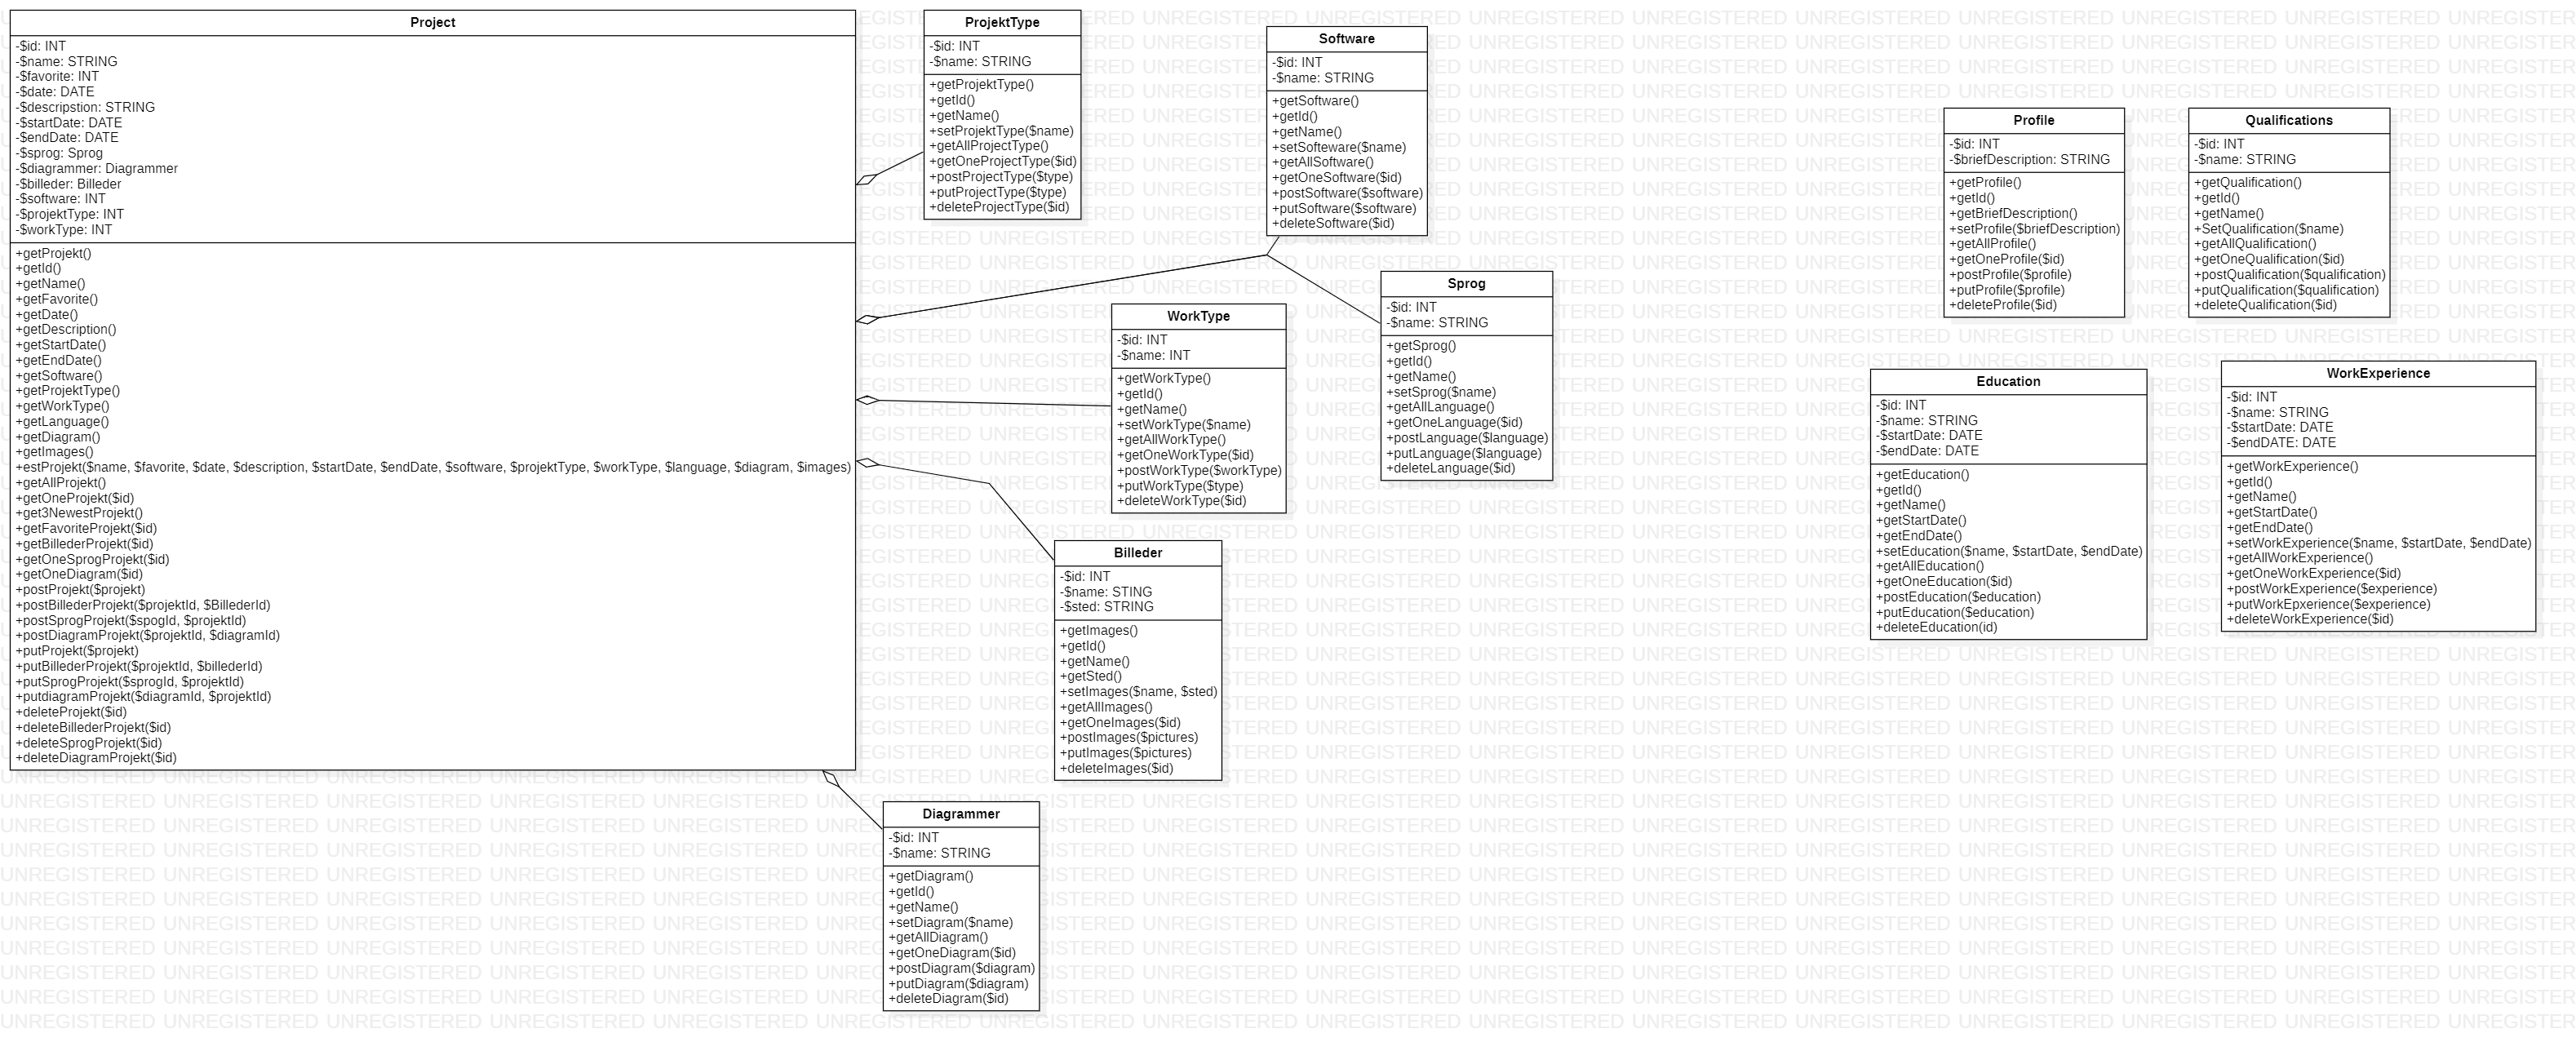 Project
-$id: INT
-$name: STRING
-$favorite: INT
-$date: DATE
-$descripstion: STRING
-$startDate: DATE
-$endDate: DATE
-$sprog: Sprog
-$diagrammer: Diagrammer
-$billeder: Billeder
-$software: INT
-$projektType: INT
-$workType: INT
+getProjekt()
+getId()
+getName()
+getFavorite()
+getDate()
+getDescription()
+getStartDate()
+getEndDate()
+getSoftware()
+getProjektType()
+getWorkType()
+getLanguage()
+getDiagram()
+getImages()
+estProjekt($name, $favorite, $date, $description, $startDate, $endDate, $software, $projektType, $workType, $language, $diagram, $images)
+getAllProjekt()
+getOneProjekt($id)
+get3NewestProjekt()
+getFavoriteProjekt($id)
+getBillederProjekt($id)
+getOneSprogProjekt($id)
+getOneDiagram($id)
+postProjekt($projekt)
+postBillederProjekt($projektId, $BillederId)
+postSprogProjekt($spogId, $projektId)
+postDiagramProjekt($projektId, $diagramId)
+putProjekt($projekt)
+putBillederProjekt($projektId, $billederId)
+putSprogProjekt($sprogId, $projektId)
+putdiagramProjekt($diagramId, $projektId)
+deleteProjekt($id)
+deleteBillederProjekt($id)
+deleteSprogProjekt($id)
+deleteDiagramProjekt($id)
ProjektType
-$id: INT
-$name: STRING
+getProjektType()
+getId()
+getName()
+setProjektType($name)
+getAllProjectType()
+getOneProjectType($id)
+postProjectType($type)
+putProjectType($type)
+deleteProjectType($id)
Software
-$id: INT
-$name: STRING
+getSoftware()
+getId()
+getName()
+setSofteware($name)
+getAllSoftware()
+getOneSoftware($id)
+postSoftware($software)
+putSoftware($software)
+deleteSoftware($id)
WorkType
-$id: INT
-$name: INT
+getWorkType()
+getId()
+getName()
+setWorkType($name)
+getAllWorkType()
+getOneWorkType($id)
+postWorkType($workType)
+putWorkType($type)
+deleteWorkType($id)
Sprog
-$id: INT
-$name: STRING
+getSprog()
+getId()
+getName()
+setSprog($name)
+getAllLanguage()
+getOneLanguage($id)
+postLanguage($language)
+putLanguage($language)
+deleteLanguage($id)
Billeder
-$id: INT
-$name: STING
-$sted: STRING
+getImages()
+getId()
+getName()
+getSted()
+setImages($name, $sted)
+getAllImages()
+getOneImages($id)
+postImages($pictures)
+putImages($pictures)
+deleteImages($id)
Diagrammer
-$id: INT
-$name: STRING
+getDiagram()
+getId()
+getName()
+setDiagram($name)
+getAllDiagram()
+getOneDiagram($id)
+postDiagram($diagram)
+putDiagram($diagram)
+deleteDiagram($id)
Profile
-$id: INT
-$briefDescription: STRING
+getProfile()
+getId()
+getBriefDescription()
+setProfile($briefDescription)
+getAllProfile()
+getOneProfile($id)
+postProfile($profile)
+putProfile($profile)
+deleteProfile($id)
Qualifications
-$id: INT
-$name: STRING
+getQualification()
+getId()
+getName()
+SetQualification($name)
+getAllQualification()
+getOneQualification($id)
+postQualification($qualification)
+putQualification($qualification)
+deleteQualification($id)
Education
-$id: INT
-$name: STRING
-$startDate: DATE
-$endDate: DATE
+getEducation()
+getId()
+getName()
+getStartDate()
+getEndDate()
+setEducation($name, $startDate, $endDate)
+getAllEducation()
+getOneEducation($id)
+postEducation($education)
+putEducation($education)
+deleteEducation(id)
WorkExperience
-$id: INT
-$name: STRING
-$startDate: DATE
-$endDATE: DATE
+getWorkExperience()
+getId()
+getName()
+getStartDate()
+getEndDate()
+setWorkExperience($name, $startDate, $endDate)
+getAllWorkExperience()
+getOneWorkExperience($id)
+postWorkExperience($experience)
+putWorkEpxerience($experience)
+deleteWorkExperience($id)
UNREGISTERED